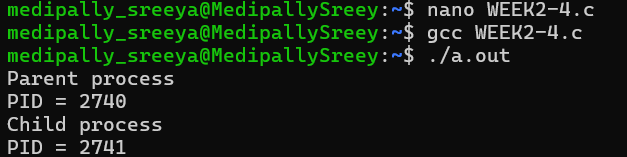 medipally_sreeya@MedipallySreey:~$ nano WEEK2-4.c
medipally_sreeya@MedipallySreey:~$ gcc WEEK2-4.c
medipally_sreeya@MedipallySreey:~$ ./a.out
Parent process
PID = 2740
Child process
PID = 2741